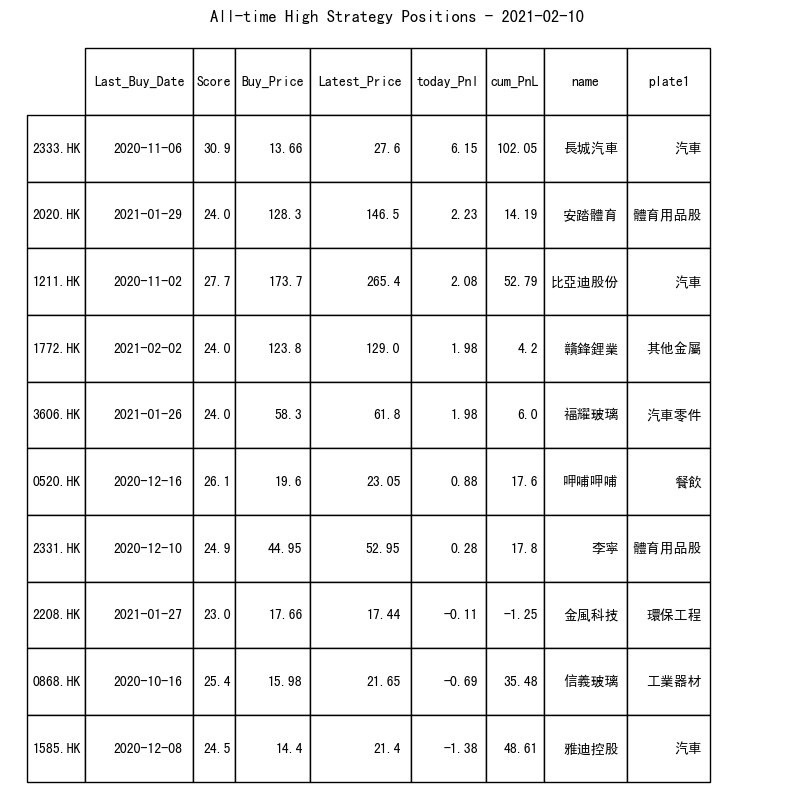 All-time High Strategy Positions - 2021-02-10
Last_Buy_Date Score Buy_Price Latest_Price today_Pnl cum_PnL name plate1
2333.HK 2020-11-06 30.9 13.66 27.6 6.15 102.05 長城汽車 汽車
2020.HK 2021-01-29 24.0 128.3 146.5 2.23 14.19 安踏體育 體育用品股
1211.HK 2020-11-02 27.7 173.7 265.4 2.08 52.79 比亞迪股份 汽車
1772.HK 2021-02-02 24.0 123.8 129.0 1.98 4.2 贛鋒鋰業 其他金屬
3606.HK 2021-01-26 24.0 58.3 61.8 1.98 6.0 福耀玻璃 汽車零件
0520.HK 2020-12-16 26.1 19.6 23.05 0.88 17.6 呷哺呷哺 餐飲
2331.HK 2020-12-10 24.9 44.95 52.95 0.28 17.8 李寧 體育用品股
2208.HK 2021-01-27 23.0 17.66 17.44 -0.11 -1.25 金風科技 環保工程
0868.HK 2020-10-16 25.4 15.98 21.65 -0.69 35.48 信義玻璃 工業器材
1585.HK 2020-12-08 24.5 14.4 21.4 -1.38 48.61 雅迪控股 汽車